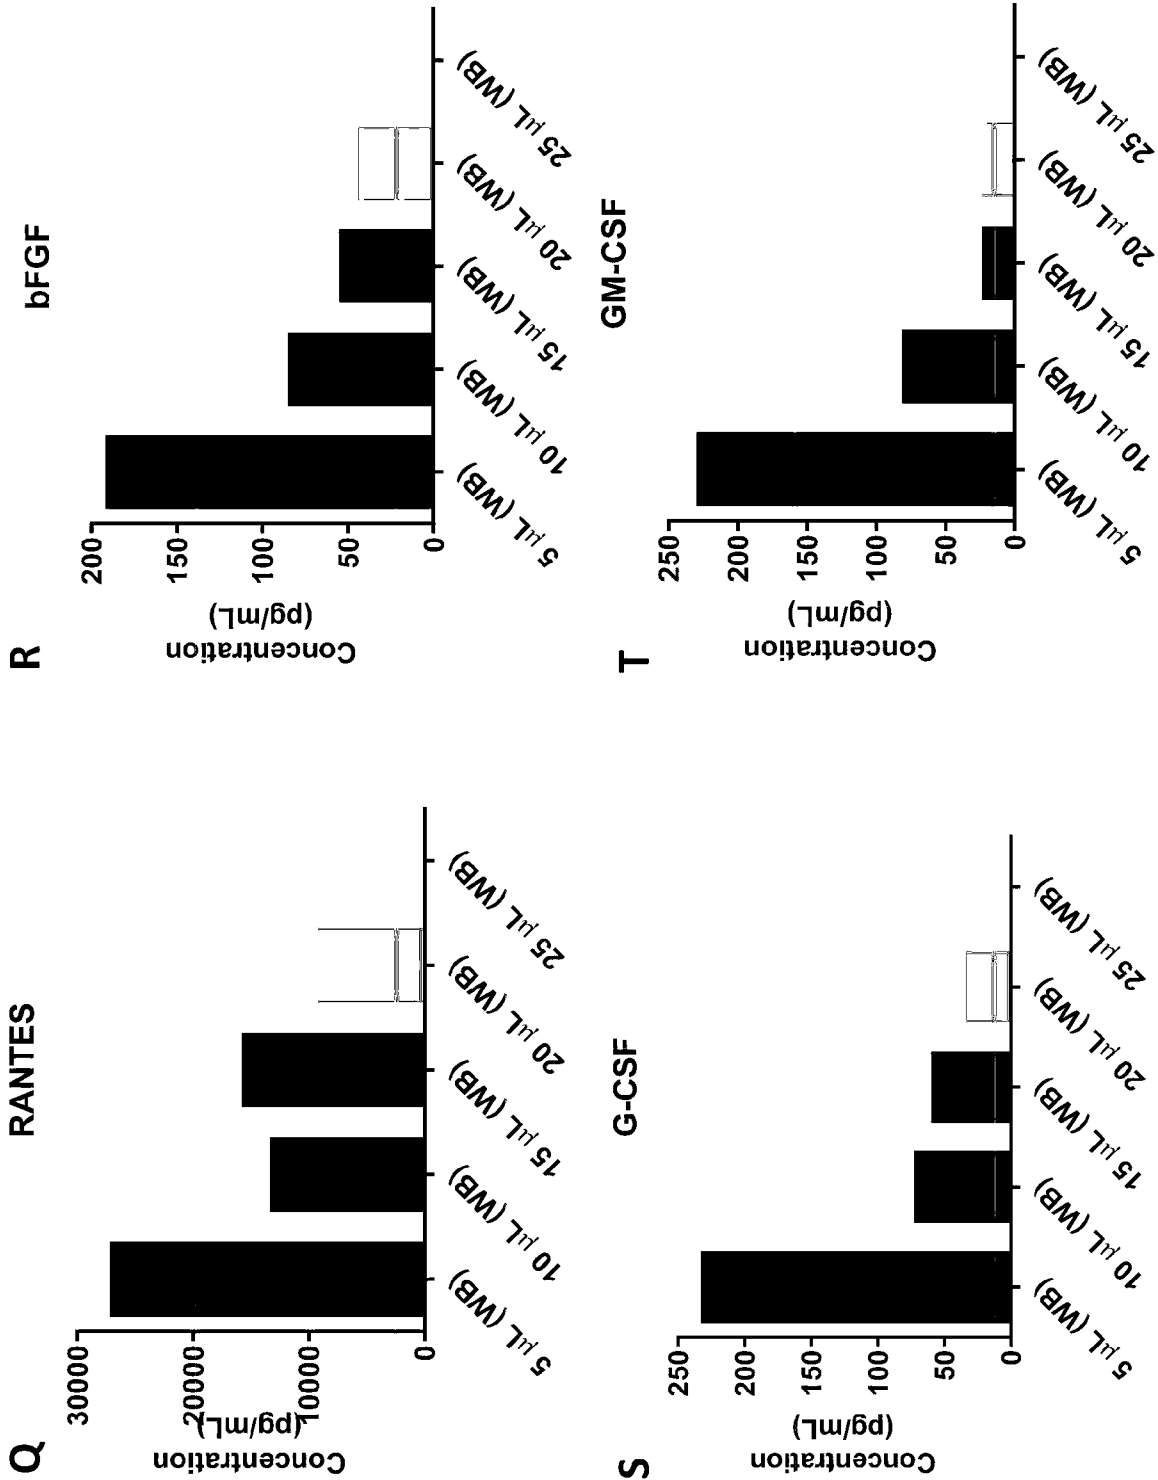 Q
RANTES
Concentration
(pg/mL)
30000
20000
10000
0
5 µL (WB)
10 µL (WB)
15 µL (WB)
20 µL (WB)
25 µL (WB)
R
bFGF
Concentration
(pg/mL)
200
150
100
50
0
5 µL (WB)
10 µL (WB)
15 µL (WB)
20 µL (WB)
25 µL (WB)
S
G-CSF
Concentration
(pg/mL)
250
200
150
100
50
0
5 µL (WB)
10 µL (WB)
15 µL (WB)
20 µL (WB)
25 µL (WB)
T
GM-CSF
Concentration
(pg/mL)
250
200
150
100
50
0
5 µL (WB)
10 µL (WB)
15 µL (WB)
20 µL (WB)
25 µL (WB)